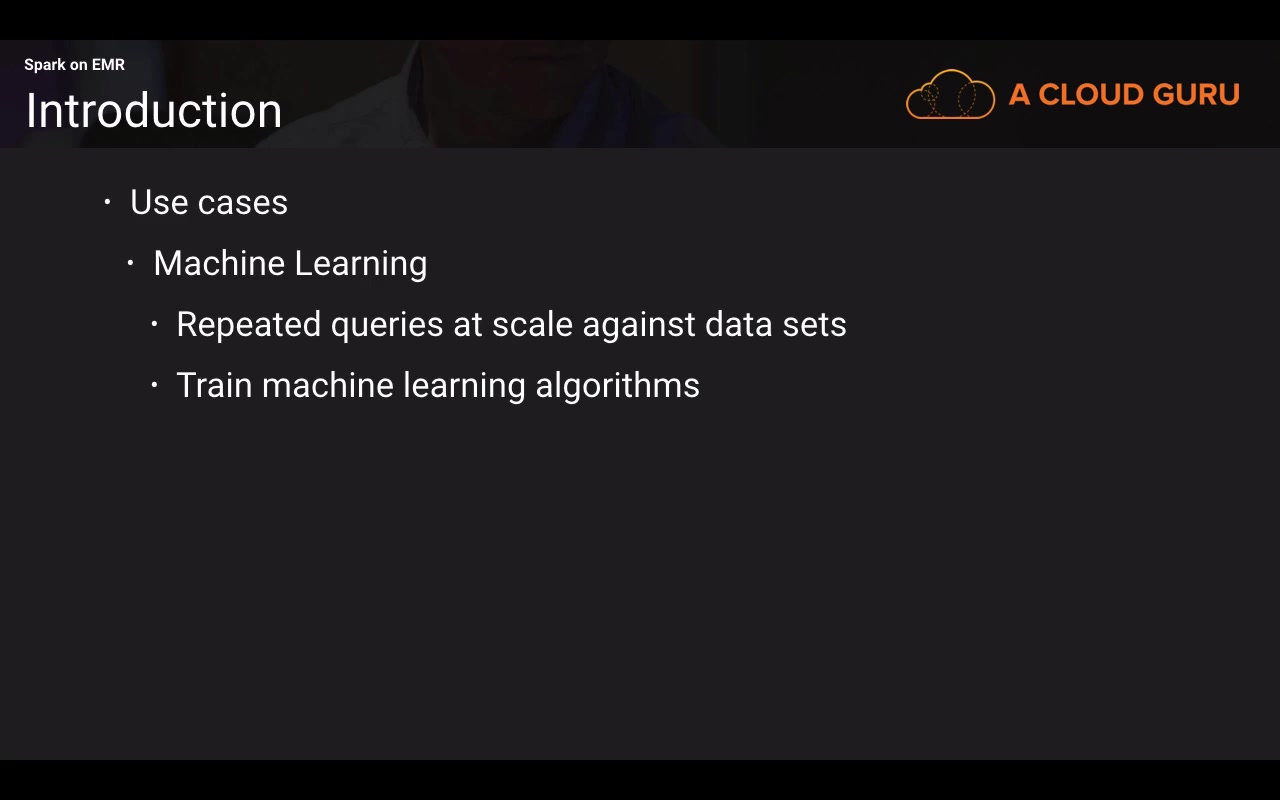 Spark on EMR
Introduction
A CLOUD GURU
· Use cases
· Machine Learning
· Repeated queries at scale against data sets
· Train machine learning algorithms